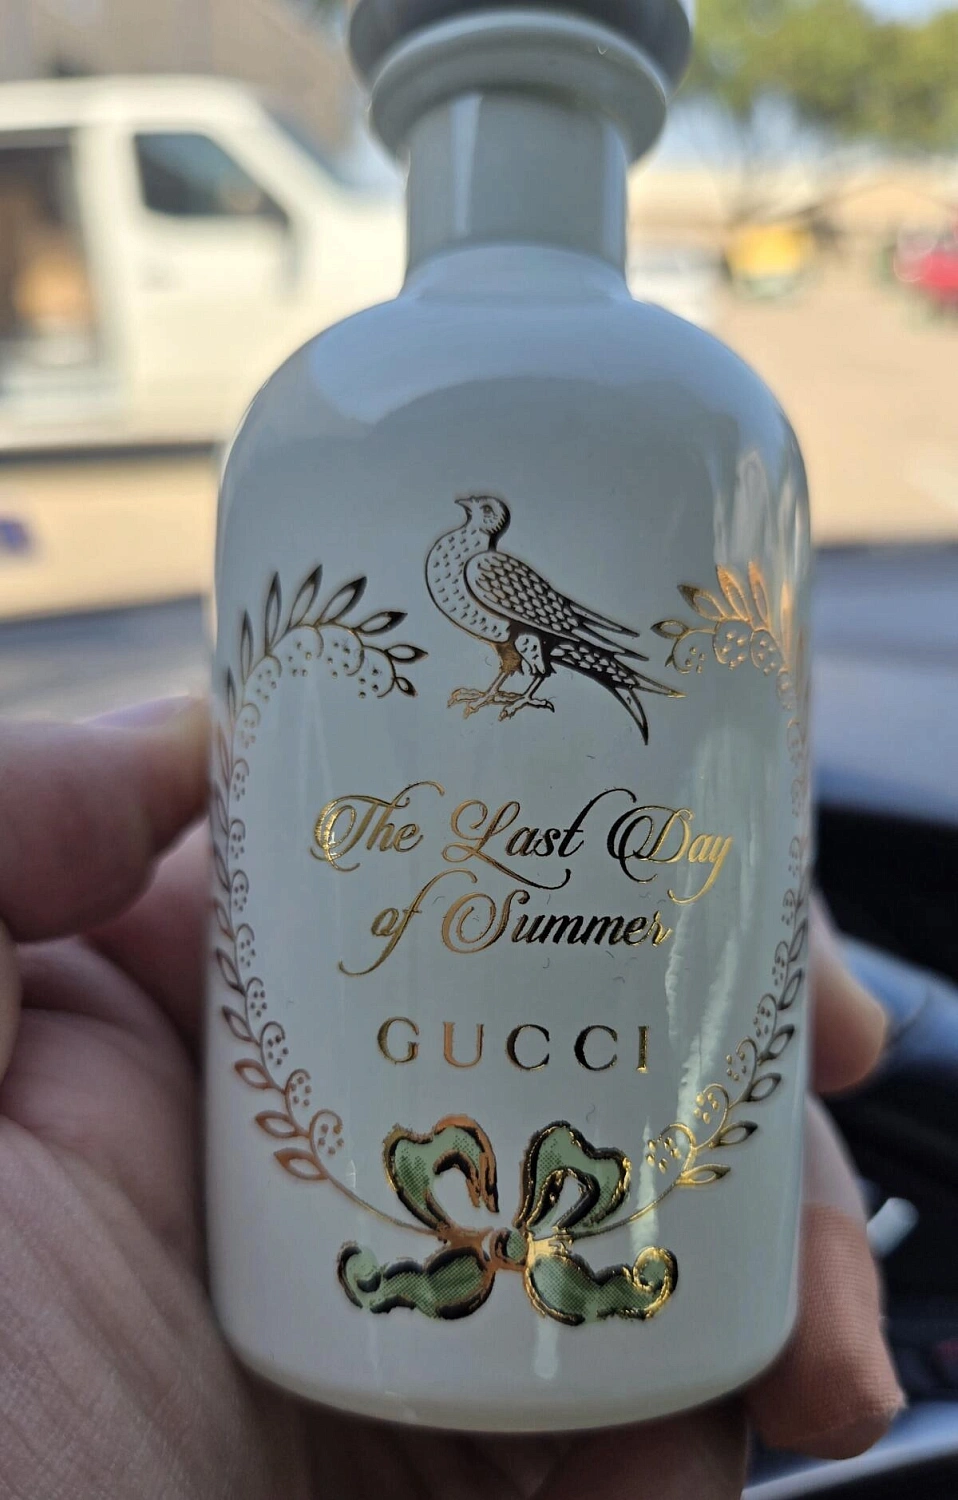 The Last Day
of Summer
GUCCI